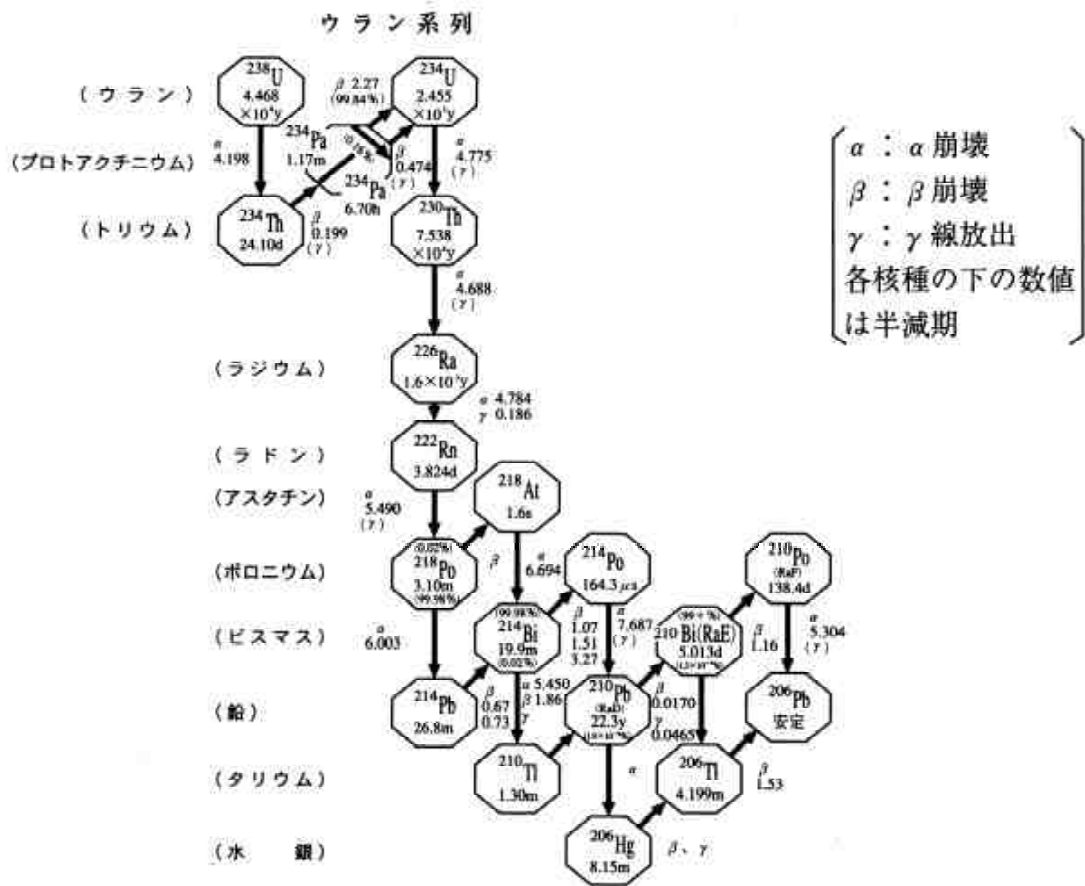 ウラン系列
(ウラン)
(プロトアクチニウム)
(トリウム)
(ラジウム)
(ラドン)
(アスタチン)
(ポロニウム)
(ビスマス)
(鉛)
(タリウム)
(水 銀)
238U
4.468
β 2.27
(99.84%)
234U
2.455
α
4.198
234Pa
1.17m
234Pa
6.70h
β
0.474
(γ)
α
4.775
(γ)
234Th
24.10d
β
0.199
(γ)
230Th
7.538
α
4.688
(γ)
226Ra
α 4.784
γ 0.186
222Rn
3.824d
α
5.490
(γ)
218At
1.6s
(0.02%)
218Po
3.10m
(99.98%)
β
α
6.694
214Po
164.3
210Po
(RaF)
138.4d
α
6.003
(99.98%)
214Bi
19.9m
(0.02%)
β
1.07
1.51
3.27
α
7.687
(γ)
210Bi(RaE)
5.013d
β
1.16
α
5.304
(γ)
214Pb
26.8m
β
0.67
0.73
α 5.450
β 1.86
γ
210Pb
(RaD)
22.3y
β
0.0170
γ
0.0465
206Pb
安定
210Tl
1.30m
α
206Tl
4.199m
β
1.53
206Hg
8.15m
β、γ
α：α崩壊
β：β崩壊
γ：γ線放出
各核種の下の数値
は半減期